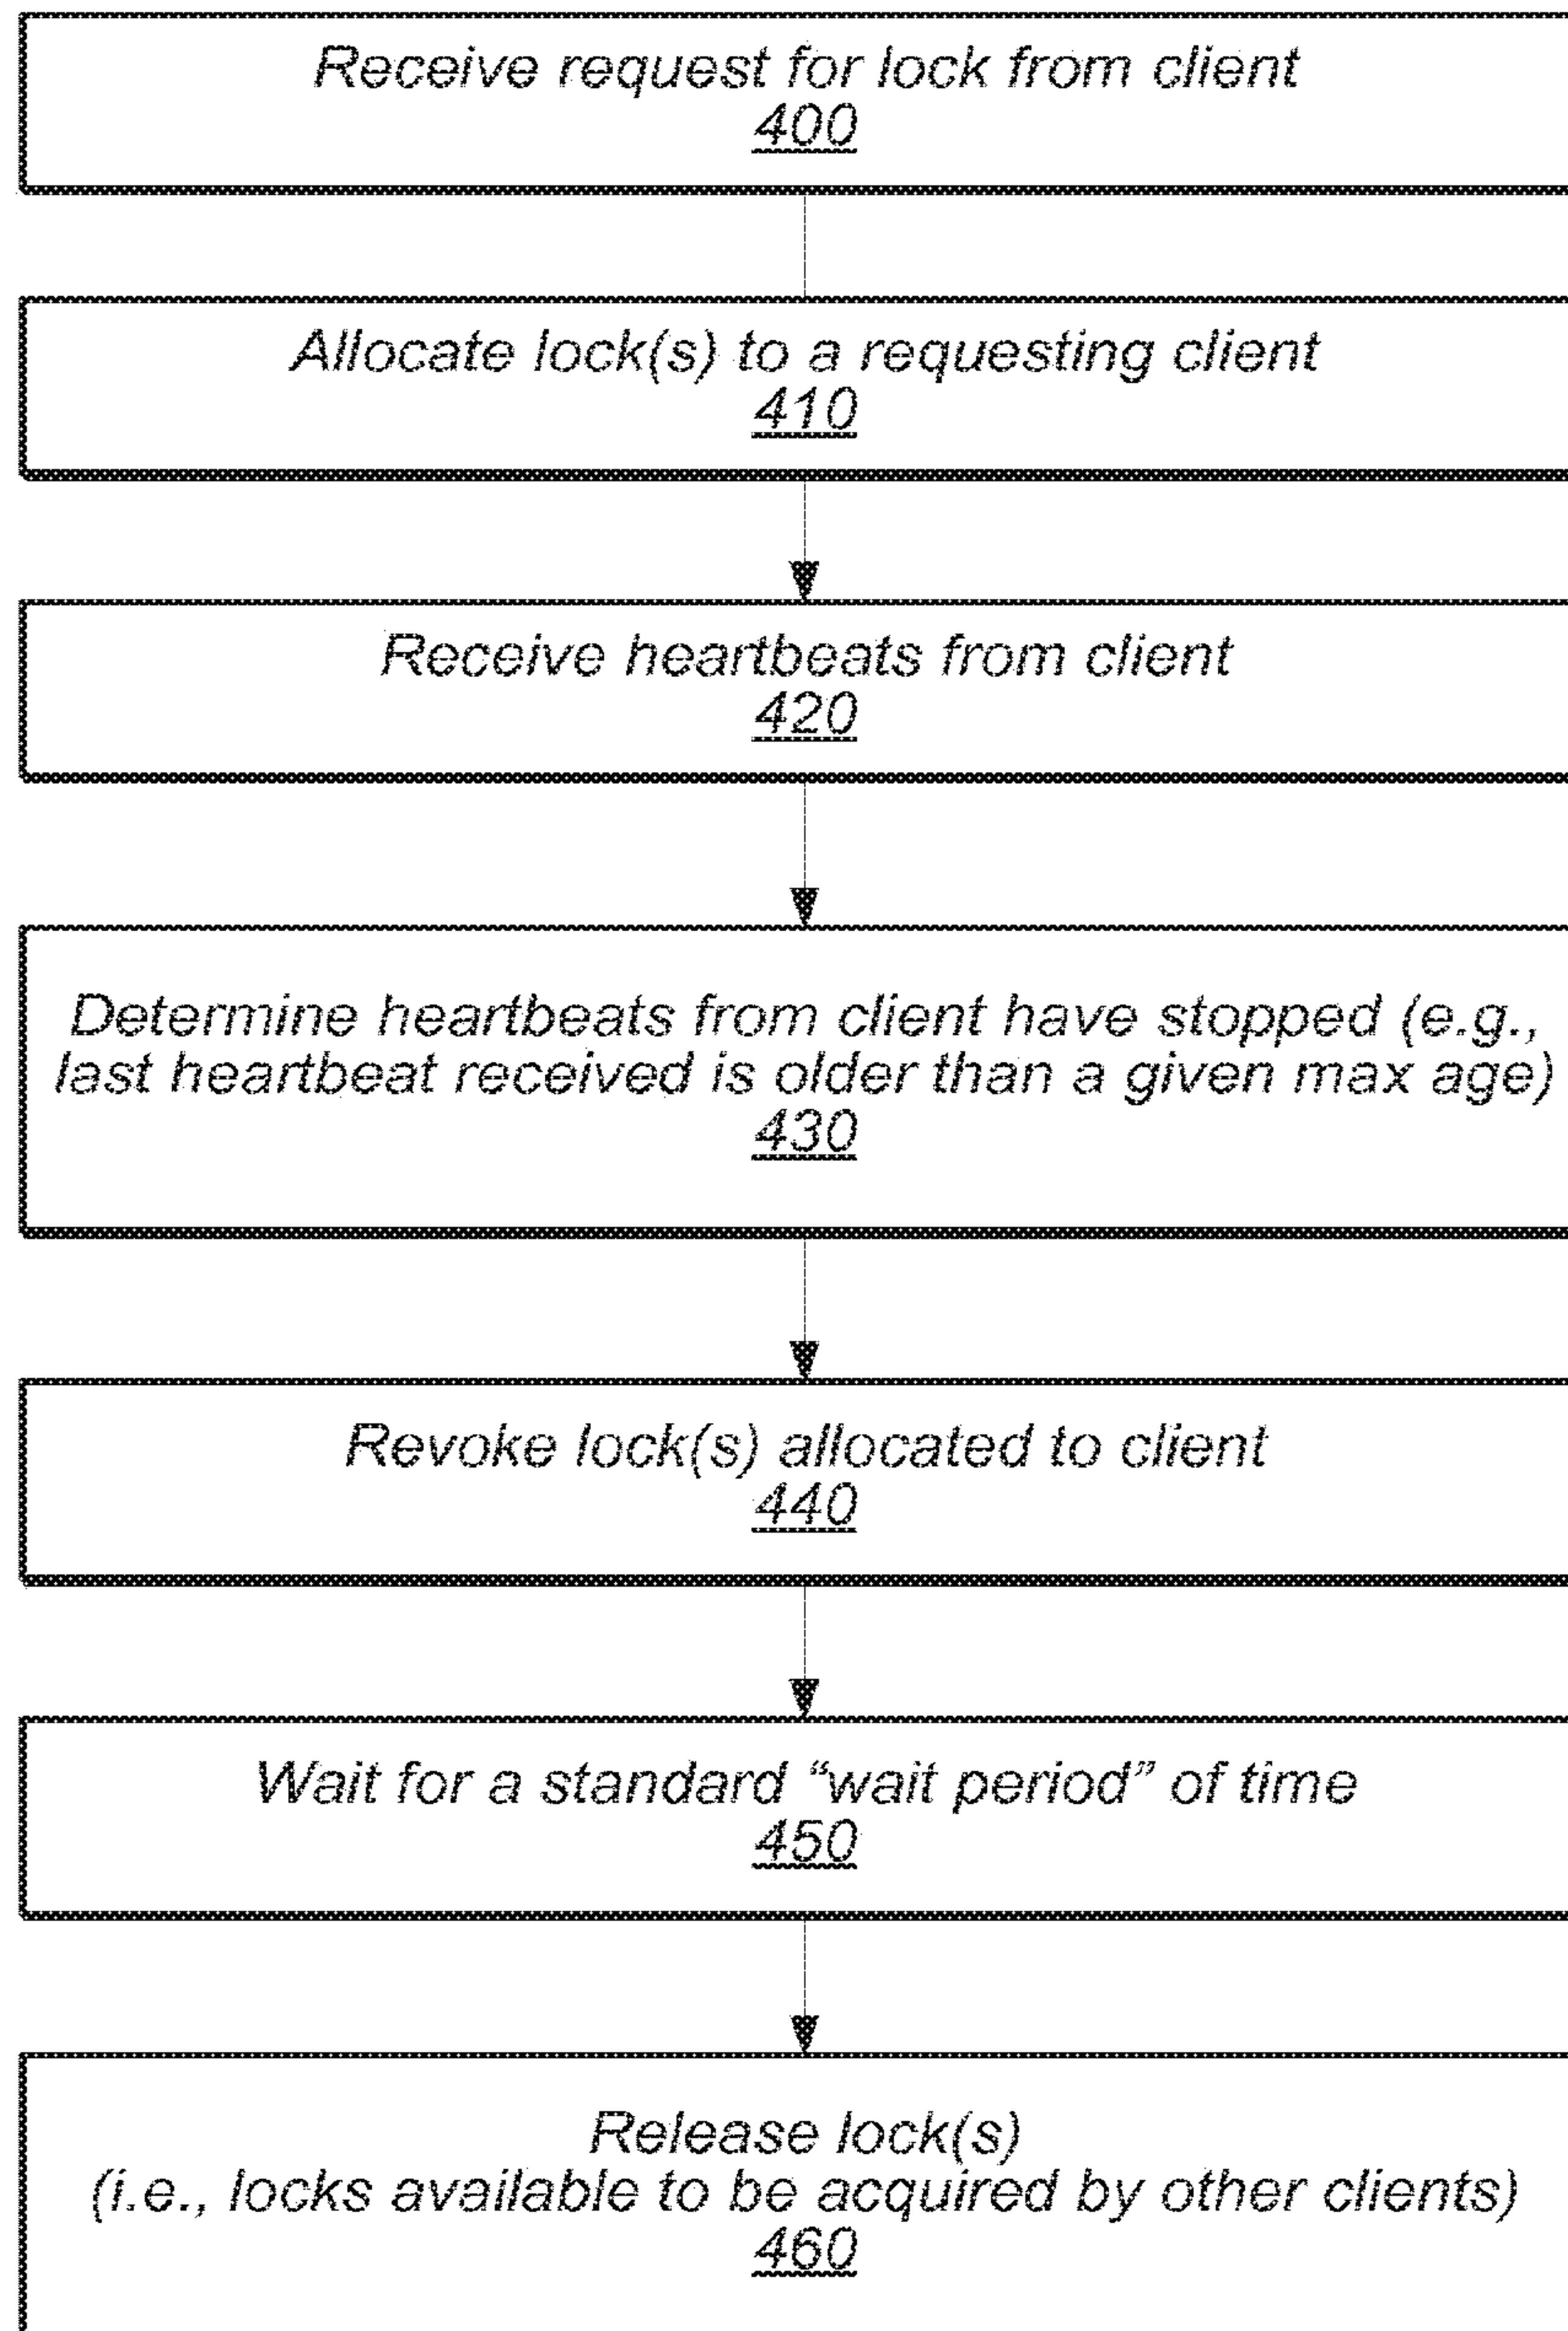 Receive request for lock from client
400
Allocate lock(s) to a requesting client
410
Receive heartbeats from client
420
Determine heartbeats from client have stopped (e.g.,
last heartbeat received is older than a given max age)
430
Revoke lock(s) allocated to client
440
Wait for a standard “wait period” of time
450
Release lock(s)
(i.e., locks available to be acquired by other clients)
460